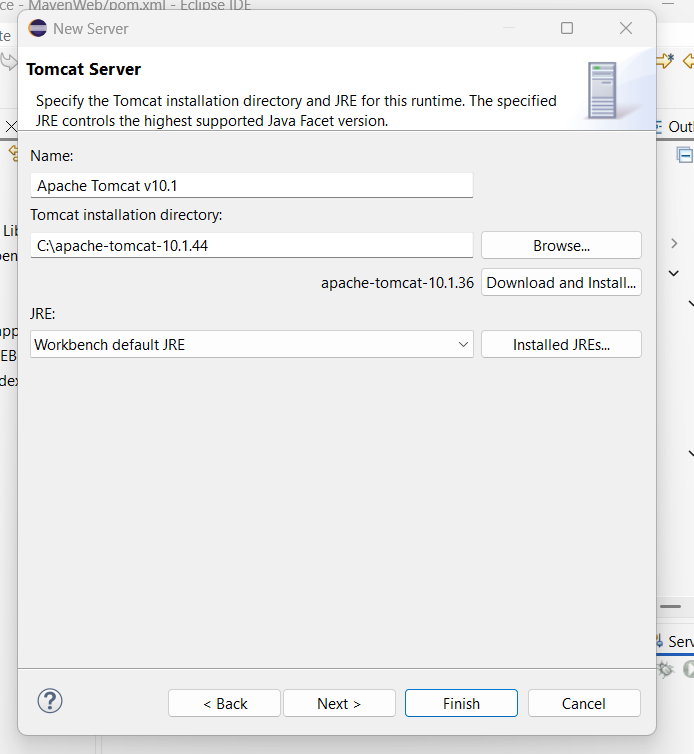 ce - MavenWeb/pom.xml - Eclipse IDE
New Server
Tomcat Server
Specify the Tomcat installation directory and JRE for this runtime. The specified
JRE controls the highest supported Java Facet version.
Name:
Apache Tomcat v10.1
Tomcat installation directory:
C:\apache-tomcat-10.1.44
Browse...
apache-tomcat-10.1.36
Download and Install...
JRE:
Workbench default JRE
Installed JREs...
< Back
Next >
Finish
Cancel
te
Lib
pen
app
EB
dex
Outl
Serv